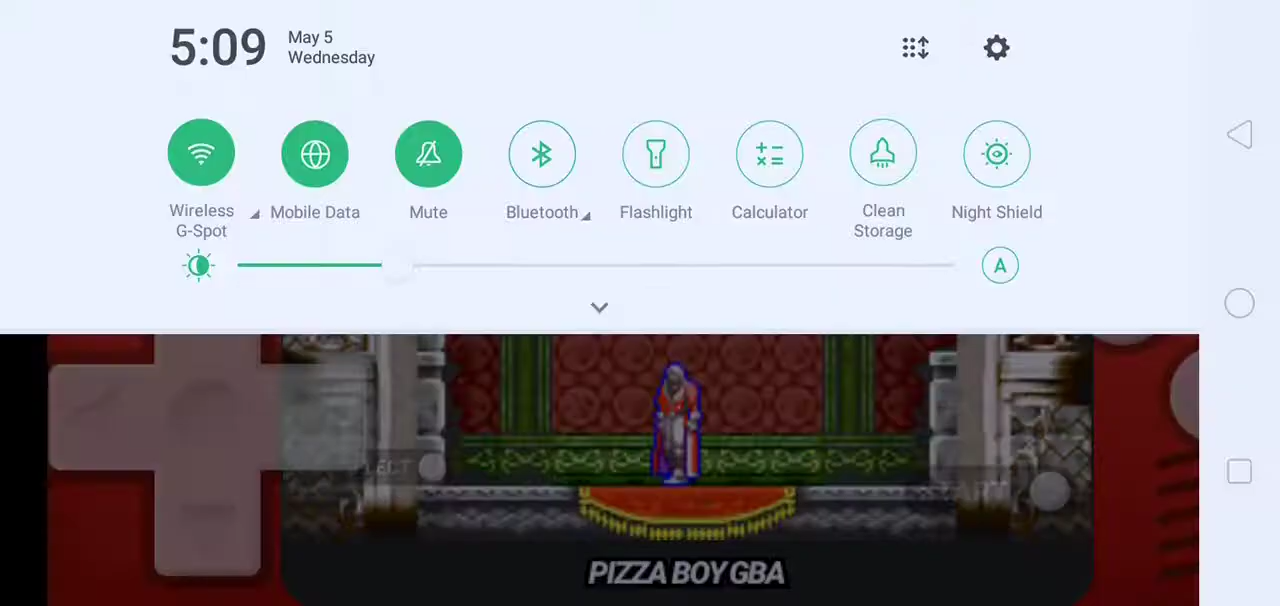 5:09
May 5
Wednesday
Wireless
G-Spot
Mobile Data
Mute
Bluetooth
Flashlight
Calculator
Clean
Storage
Night Shield
A
LEFT
PIZZA BOY GBA